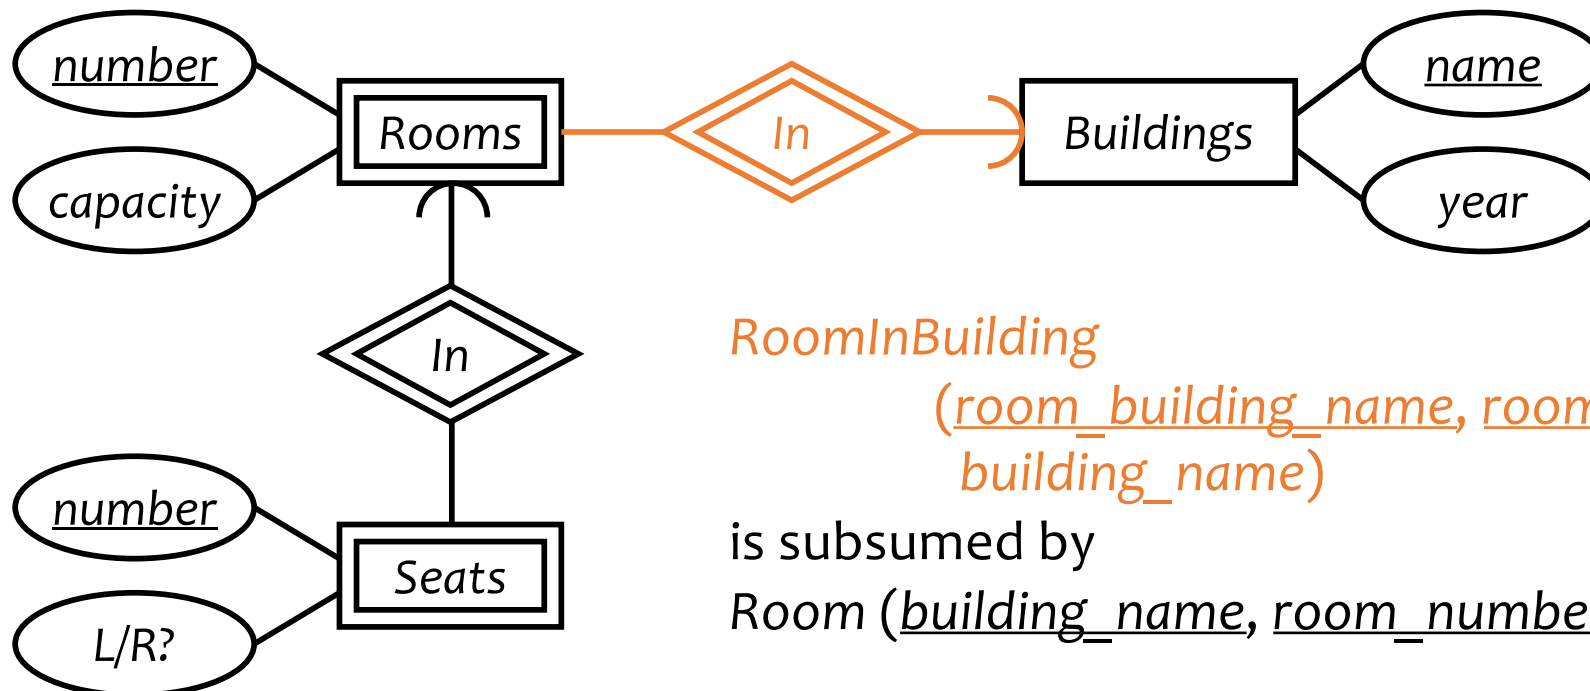 number
Rooms
In
Buildings
name
capacity
year
In
number
Seats
L/R?
RoomInBuilding
(room_building_name, room
building_name)
is subsumed by
Room (building_name, room_numbe